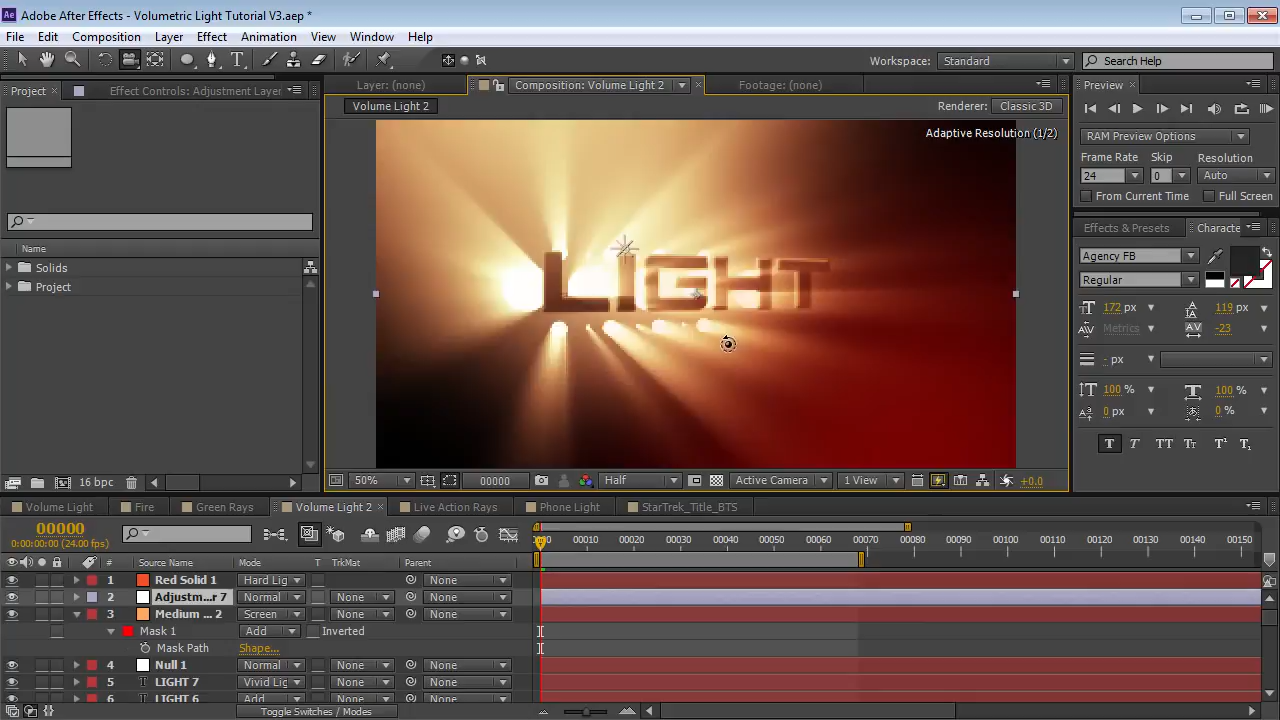 Adobe After Effects - Volumetric Light Tutorial V3.aep *
File Edit Composition Layer Effect Animation View Window Help
Workspace: Standard Search Help
Project Effect Controls: Adjustment Layer
Layer: (none) Composition: Volume Light 2 Footage: (none)
Preview
Volume Light 2 Renderer: Classic 3D
Adaptive Resolution (1/2)
RAM Preview Options
Frame Rate Skip Resolution
24 0 Auto
From Current Time Full Screen
Effects & Presets Characte
Name
Solids
Project
LIGHT
Agency FB
Regular
172 px 119 px
Metrics -23
- px
100 % 100 %
0 px 0 %
T T TT Tt T¹ T₁
16 bpc
50% 00000 Half Active Camera 1 View +0.0
Volume Light Fire Green Rays Volume Light 2 Live Action Rays Phone Light StarTrek_Title_BTS
00000
0:00:00:00 (24.00 fps)
00010 00020 00030 00040 00050 00060 00070 00080 00090 00100 00110 00120 00130 00140 00150
# Source Name Mode T TrkMat Parent
1 Red Solid 1 Hard Lig None
2 Adjustm...r 7 Normal None None
3 Medium ... 2 Screen None None
Mask 1 Add Inverted
Mask Path Shape...
4 Null 1 Normal None None
5 LIGHT 7 Vivid Lig None None
6 LIGHT 6 Add None None
Toggle Switches / Modes